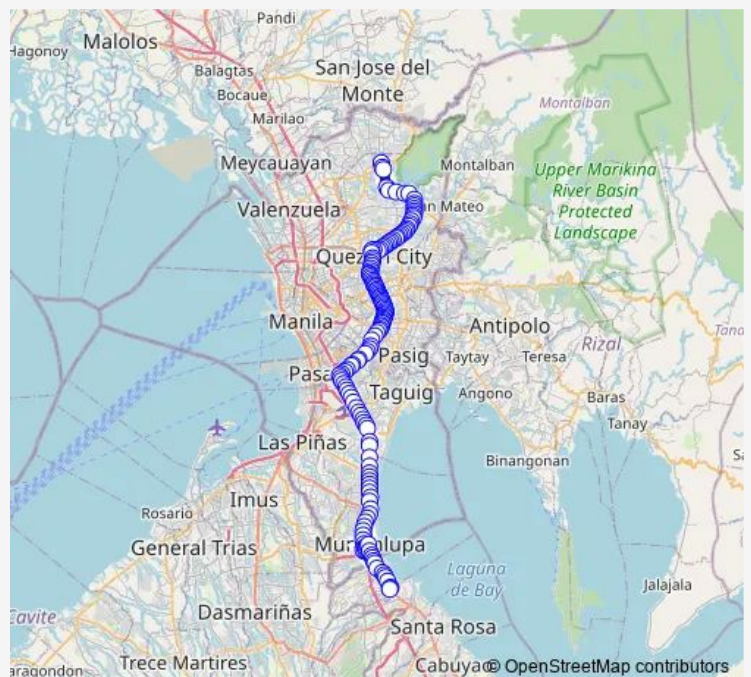 Pandi
Malolos
Hagonoy
Balagtas
San Jose del
Monte
Bocaue
Marilao
Montalban
Meycauayan
Montalban
Upper Marikina
River Basin
Protected
Landscape
Valenzuela
San Mateo
Quezon City
Manila
Antipolo
Rizal
Pasig
Taytay
Teresa
Taguig
Angono
Baras
Tanay
Las Piñas
Binangonan
Imus
Rosario
General Trias
Muntinlupa
Laguna
de Bay
Jalajala
Cavite
Dasmariñas
Santa Rosa
Trece Martires
Cabuyao
© OpenStreetMap contributors